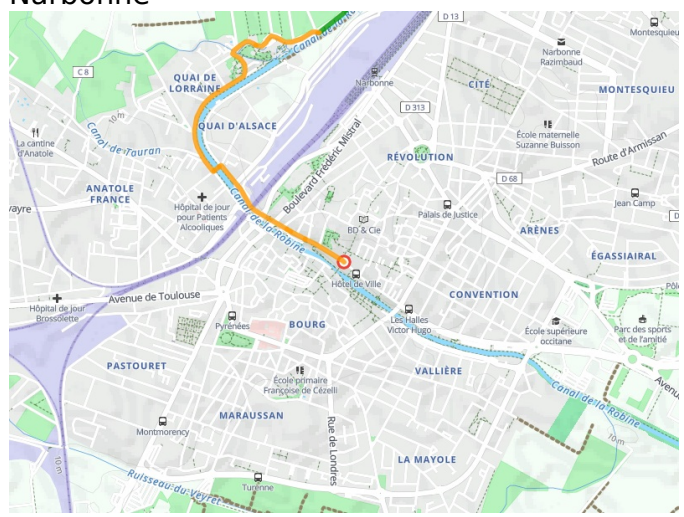 Narbonne
D 13
Montesquieu
Canal de la Ro
Narbonne
Razimbaud
C 8
QUAI DE
LORRAINE
Narbonne
CITÉ
MONTESQUIEU
10 m
D 313
QUAI D'ALSACE
École maternelle
Suzanne Buisson
La cantine
d'Anatole
Canal de Tauran
Boulevard Frédéric Mistral
RÉVOLUTION
Route d'Armissan
D 68
ANATOLE
FRANCE
Hôpital de jour
pour Patients
Alcooliques
Jean Camp
vayre
Palais de Justice
BD & Cie
ARÈNES
Canal de la Robine
ÉGASSIAIRAL
Hôtel de Ville
Avenue de Toulouse
CONVENTION
Hôpital de jour
Brossolette
Les Halles
Victor Hugo
Pyrénées
BOURG
École supérieure
occitane
Parc des sports
et de l'amitié
PASTOURET
VALLIÈRE
École primaire
Françoise de Cézelli
Canal de la Robine
MARAUSSAN
Rue de Londres
Montmorency
10 m
10 m
LA MAYOLE
Ruisseau du Veyret
Turenne